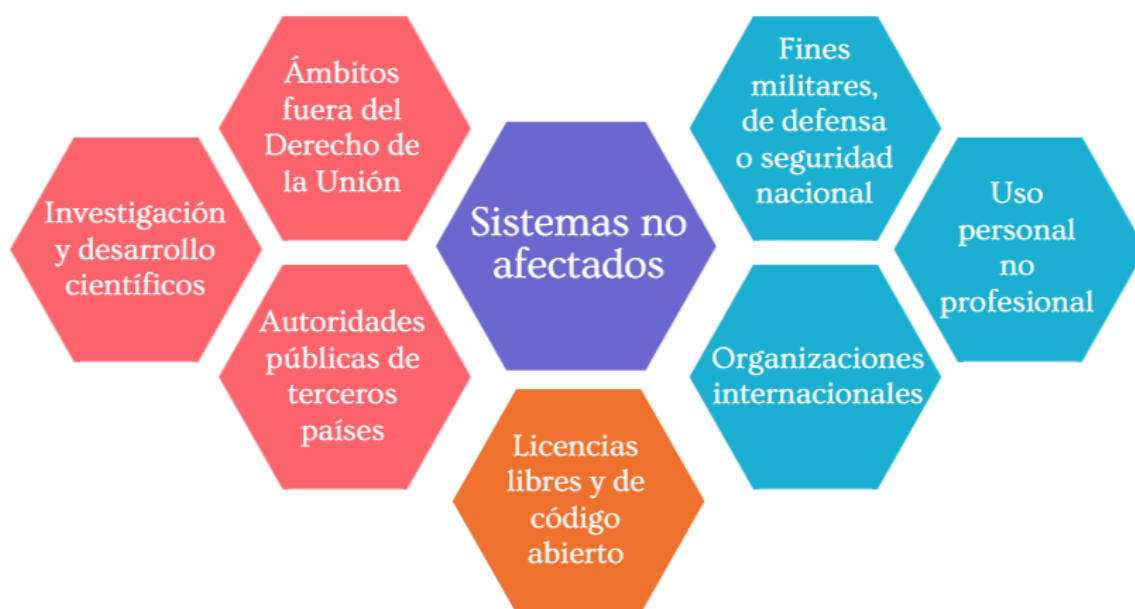 Ámbitos
fuera del
Derecho de
la Unión
Fines
militares,
de defensa
o seguridad
nacional
Investigación
y desarrollo
científicos
Sistemas no
afectados
Uso
personal
no
profesional
Autoridades
públicas de
terceros
países
Organizaciones
internacionales
Licencias
libres y de
código
abierto